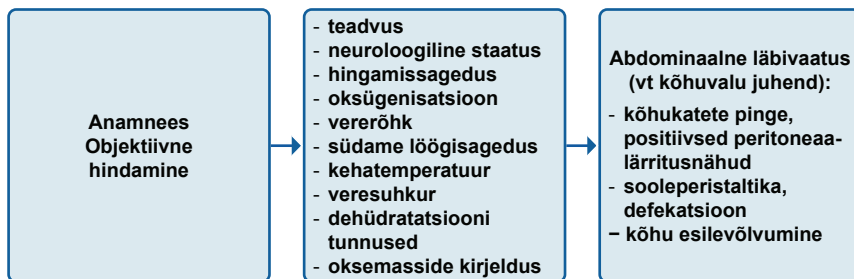 Anamnees
Objektiivne
hindamine
- teadvus
- neuroloogiline staatus
- hingamissagedus
- oksügenisatsioon
- vererõhk
- südame löögisagedus
- kehatemperatuur
- veresuhkur
- dehüdratatsiooni
tunnused
- oksemasside kirjeldus
Abdominaalne läbivaatus
(vt kõhuvalu juhend):
- kõhukatete pinge,
positiivsed peritoneaa-
lärritusnähud
- sooleperistaltika,
defekatsioon
– kõhu esilevõlvumine